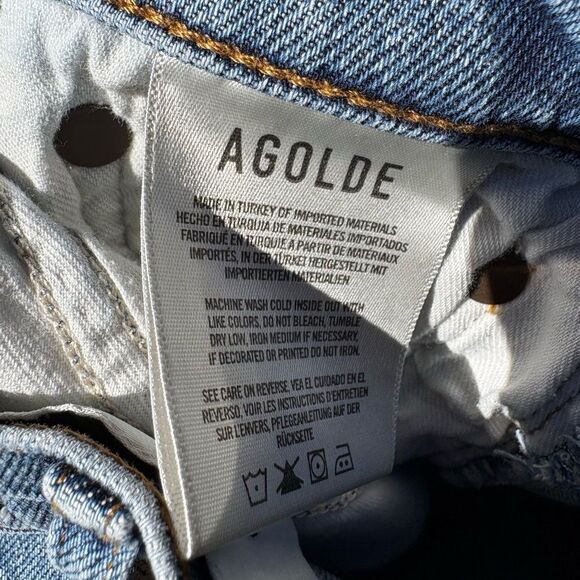 AGOLDE
MADE IN TURKEY OF IMPORTED MATERIALS
HECHO EN TURQUIA DE MATERIALES IMPORTADOS
FABRIQUÉ EN TURQUIE A PARTIR DE MATERIAUX
IMPORTÉS, IN DER TÜRKEI HERGESTELLT MIT
IMPORTIERTEN MATERIALIEN
MACHINE WASH COLD INSIDE OUT WITH
LIKE COLORS, DO NOT BLEACH, TUMBLE
DRY LOW, IRON MEDIUM IF NECESSARY,
IF DECORATED OR PRINTED DO NOT IRON.
SEE CARE ON REVERSE, VEA EL CUIDADO EN EL
REVERSO, VOIR LES INSTRUCTIONS D'ENTRETIEN
SUR L'ENVERS, PFLEGEANLEITUNG AUF DER
RÜCKSEITE